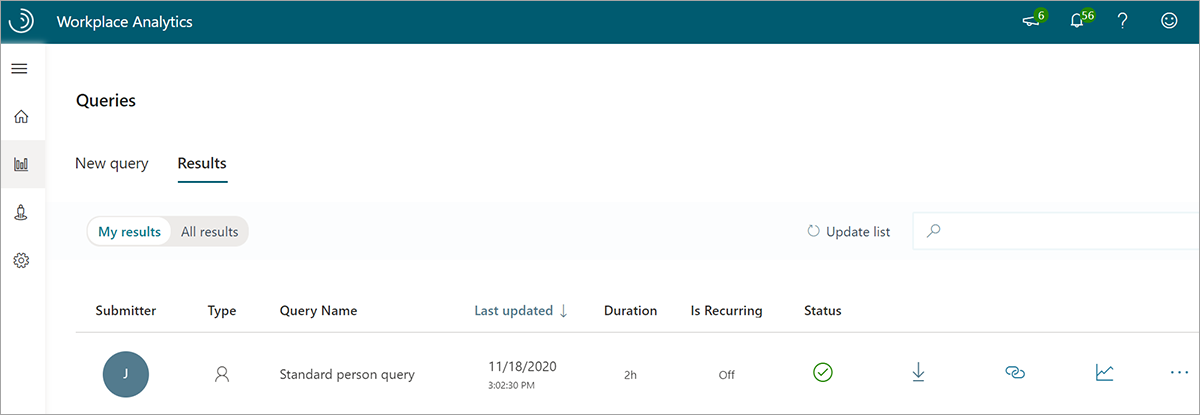 Workplace Analytics
6
56
?
Queries
New query Results
My results All results Update list
Submitter Type Query Name Last updated ↓ Duration Is Recurring Status
J Standard person query 11/18/2020 2h Off
3:02:30 PM